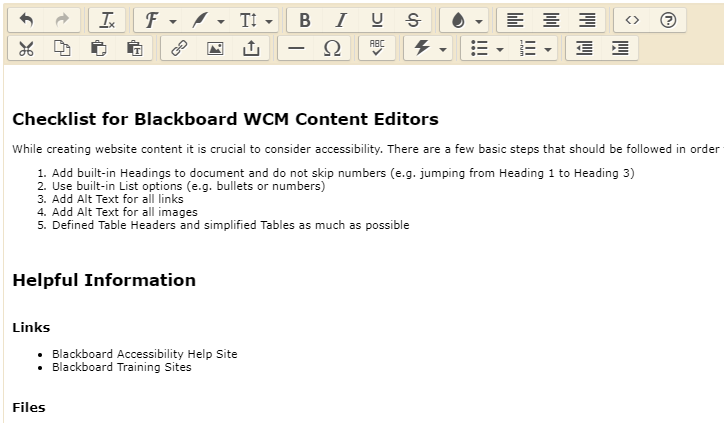 Checklist for Blackboard WCM Content Editors
While creating website content it is crucial to consider accessibility. There are a few basic steps that should be followed in order
1. Add built-in Headings to document and do not skip numbers (e.g. jumping from Heading 1 to Heading 3)
2. Use built-in List options (e.g. bullets or numbers)
3. Add Alt Text for all links
4. Add Alt Text for all images
5. Defined Table Headers and simplified Tables as much as possible
Helpful Information
Links
• Blackboard Accessibility Help Site
• Blackboard Training Sites
Files